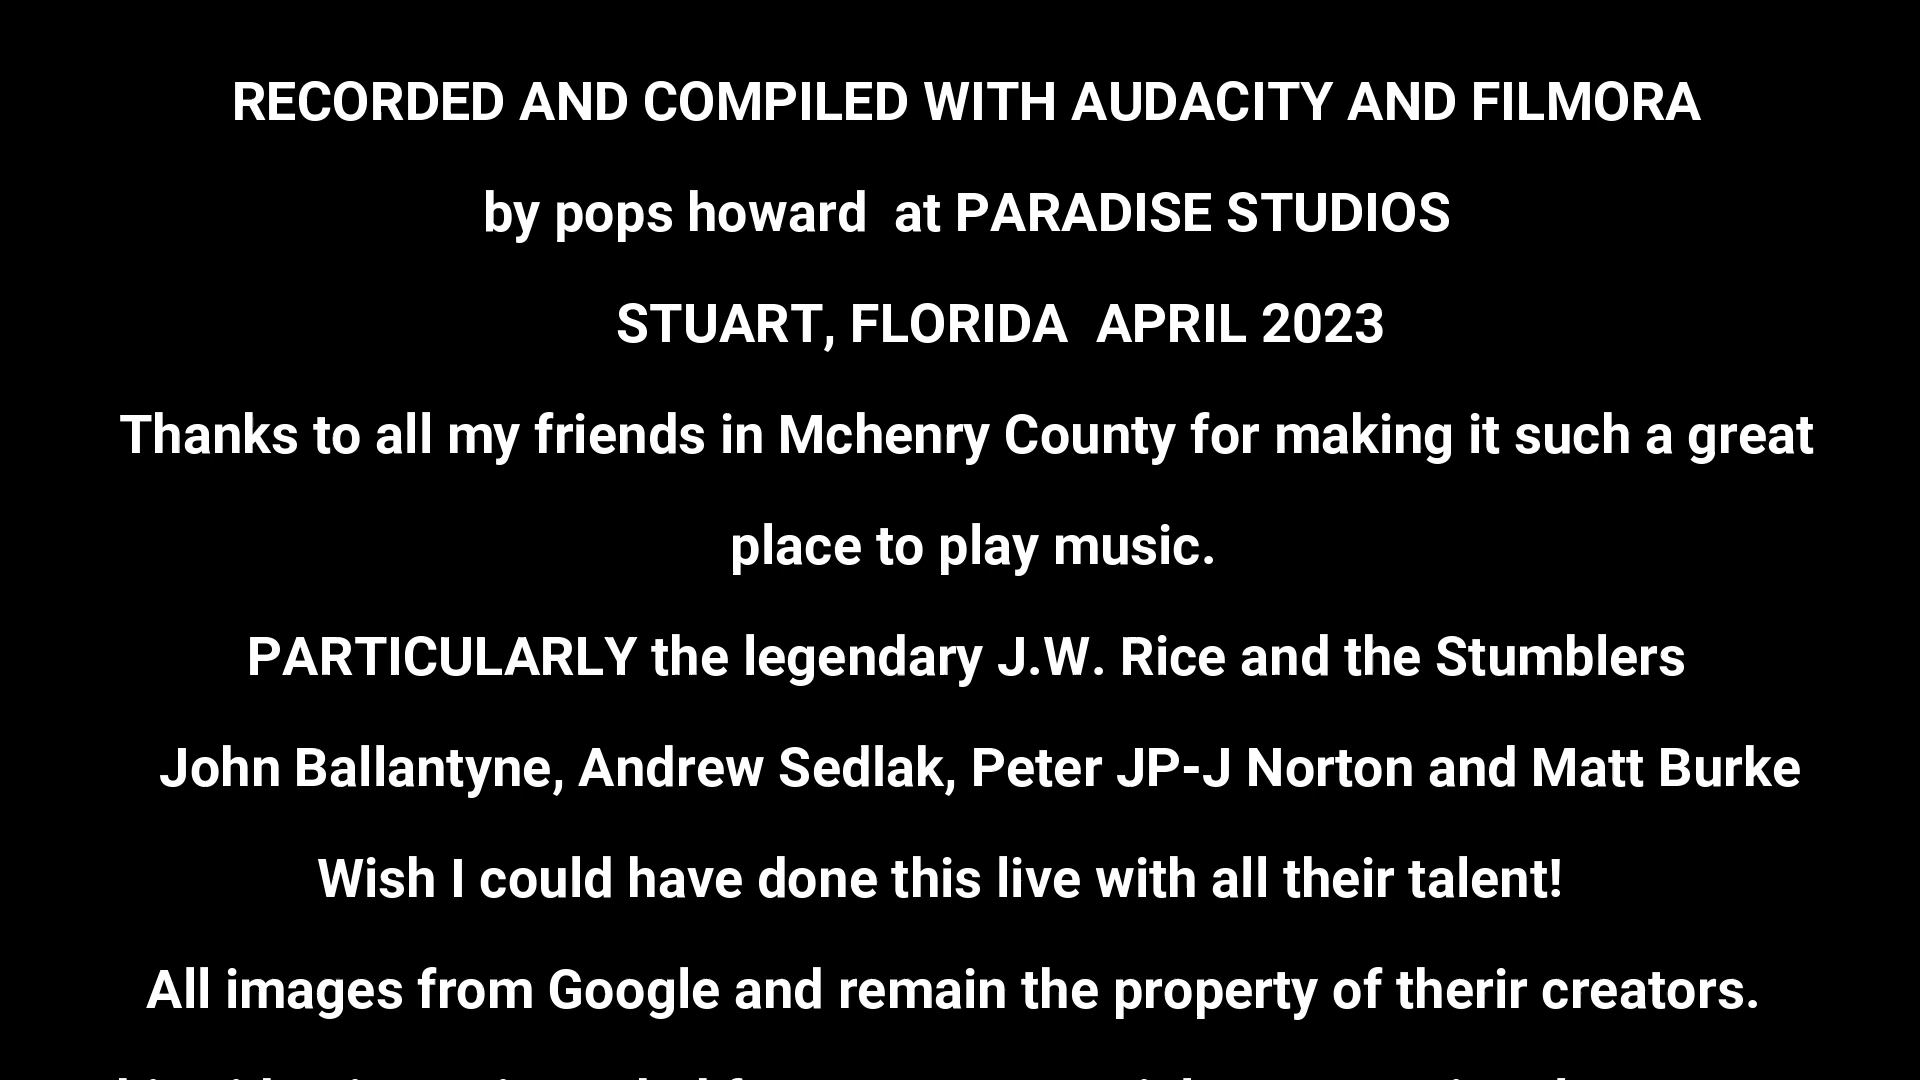 RECORDED AND COMPILED WITH AUDACITY AND FILMORA
by pops howard  at PARADISE STUDIOS
STUART, FLORIDA  APRIL 2023
Thanks to all my friends in Mchenry County for making it such a great
place to play music.
PARTICULARLY the legendary J.W. Rice and the Stumblers
John Ballantyne, Andrew Sedlak, Peter JP-J Norton and Matt Burke
Wish I could have done this live with all their talent!
All images from Google and remain the property of therir creators.